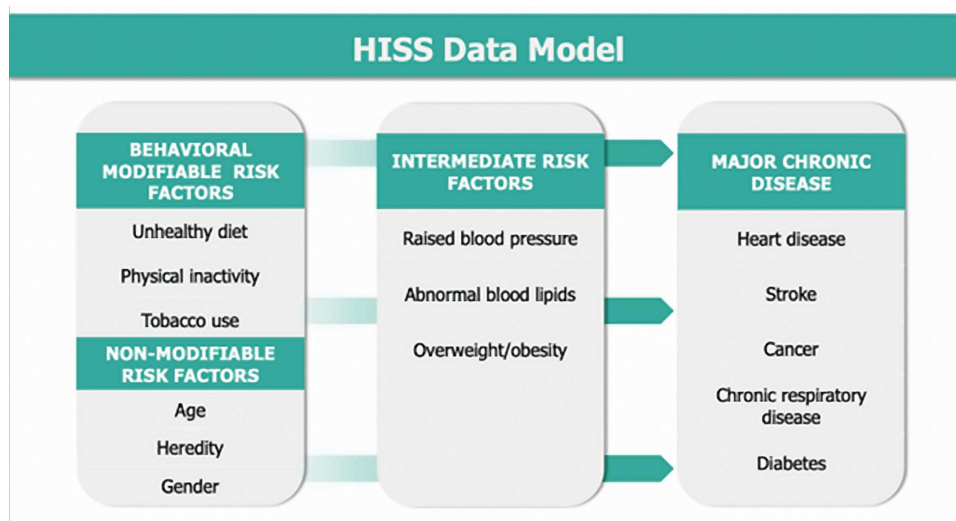 HISS Data Model
BEHAVIORAL
MODIFIABLE RISK
FACTORS
Unhealthy diet
Physical inactivity
Tobacco use
NON-MODIFIABLE
RISK FACTORS
Age
Heredity
Gender
INTERMEDIATE RISK
FACTORS
Raised blood pressure
Abnormal blood lipids
Overweight/obesity
MAJOR CHRONIC
DISEASE
Heart disease
Stroke
Cancer
Chronic respiratory
disease
Diabetes